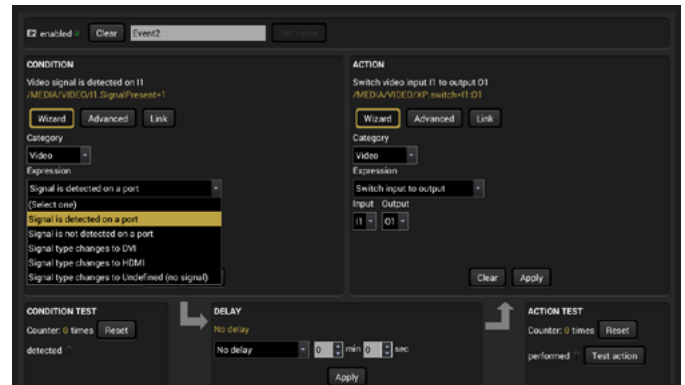 E2 enabled Clear Event2 Set name
CONDITION
Video signal is detected on I1
/MEDIA/VIDEO/I1.SignalPresent=1
Wizard Advanced Link
Category
Video
Expression
Signal is detected on a port
(Select one)
Signal is detected on a port
Signal is not detected on a port
Signal type changes to DVI
Signal type changes to HDMI
Signal type changes to Undefined (no signal)
ACTION
Switch video input I1 to output O1
/MEDIA/VIDEO/XP:switch=I1:O1
Wizard Advanced Link
Category
Video
Expression
Switch input to output
Input Output
I1 O1
Clear Apply
CONDITION TEST
Counter: 0 times Reset
detected
DELAY
No delay
No delay 0 min 0 sec
Apply
ACTION TEST
Counter: 0 times Reset
performed Test action